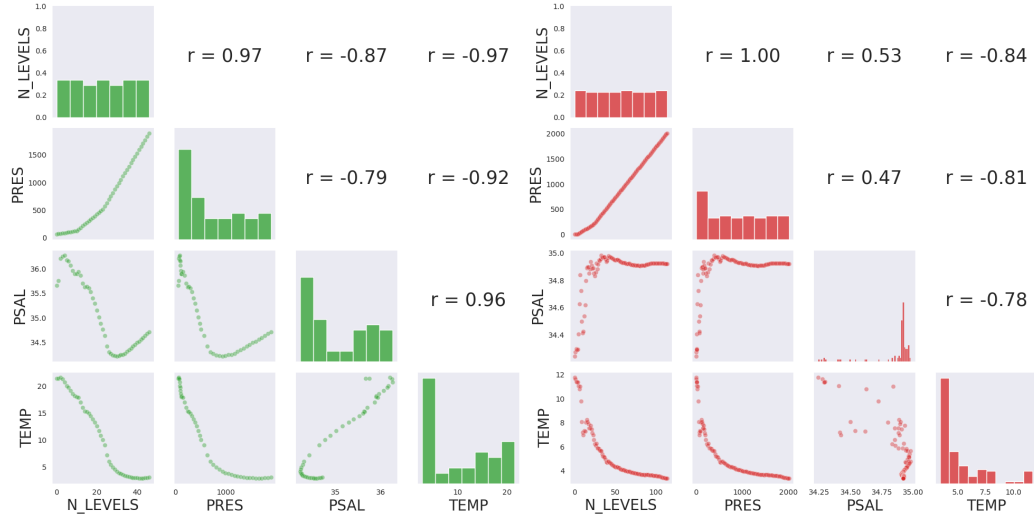 1.0
0.8
0.6
0.4
0.2
0.0
N_LEVELS
r = 0.97
r = -0.87
r = -0.97
1500
1000
500
0
PRES
r = -0.79
r = -0.92
36.0
35.5
35.0
34.5
PSAL
r = 0.96
20
15
10
5
TEMP
0 20 40
N_LEVELS
0 1000
PRES
35 36
PSAL
10 20
TEMP
1.0
0.8
0.6
0.4
0.2
0.0
N_LEVELS
r = 1.00
r = 0.53
r = -0.84
2000
1500
1000
500
0
PRES
r = 0.47
r = -0.81
35.0
34.8
34.6
34.4
PSAL
r = -0.78
12
10
8
6
4
TEMP
0 50 100
N_LEVELS
0 500 1000 1500 2000
PRES
34.25 34.50 34.75 35.00
PSAL
5.0 7.5 10.0
TEMP